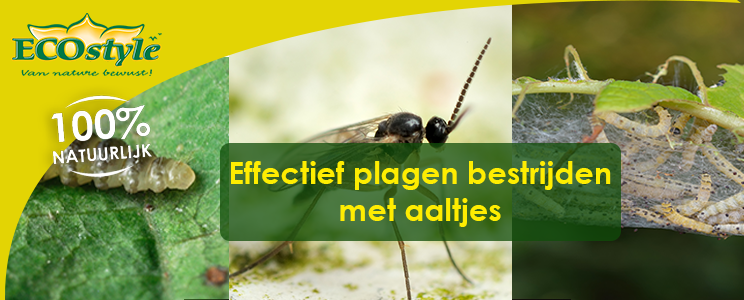 ECOstyle
Van nature bewust!
100%
NATUURLIJK
Effectief plagen bestrijden
met aaltjes